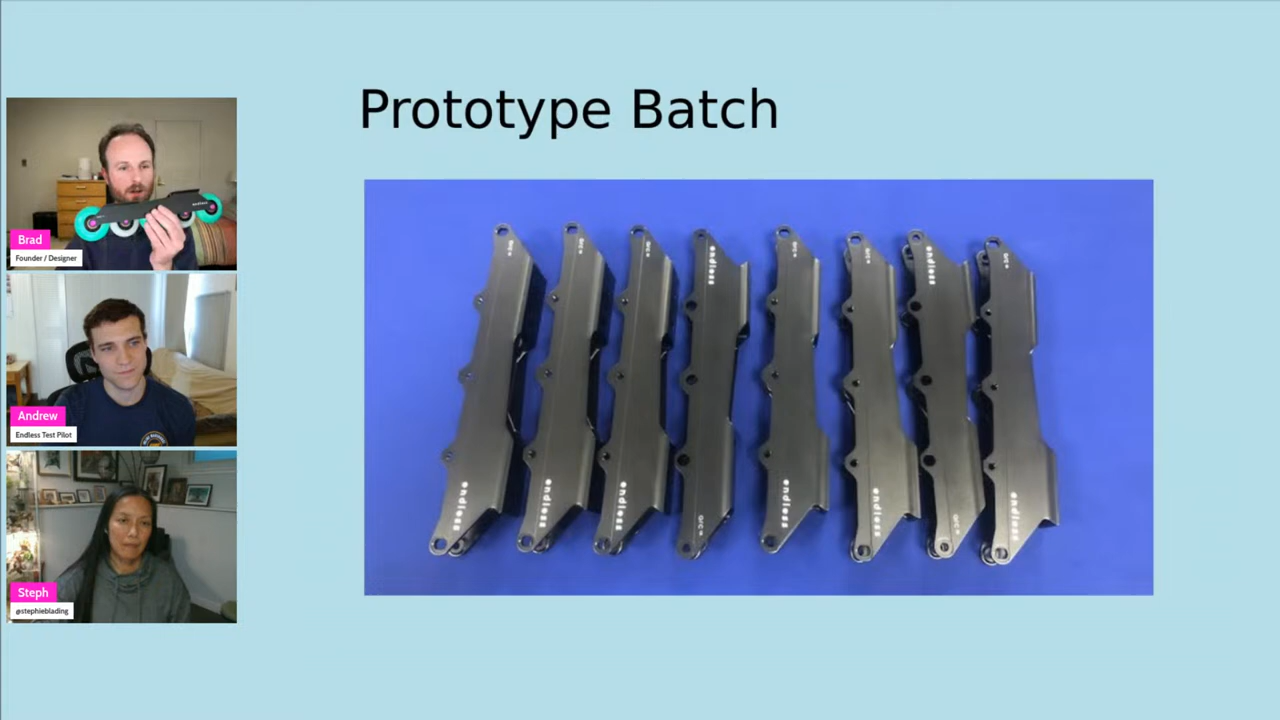 Prototype Batch
Brad
Founder / Designer
Andrew
Endless Test Pilot
Steph
@stephieblading
endless
endless
endless
endless
endless
endless
endless
endless
endless